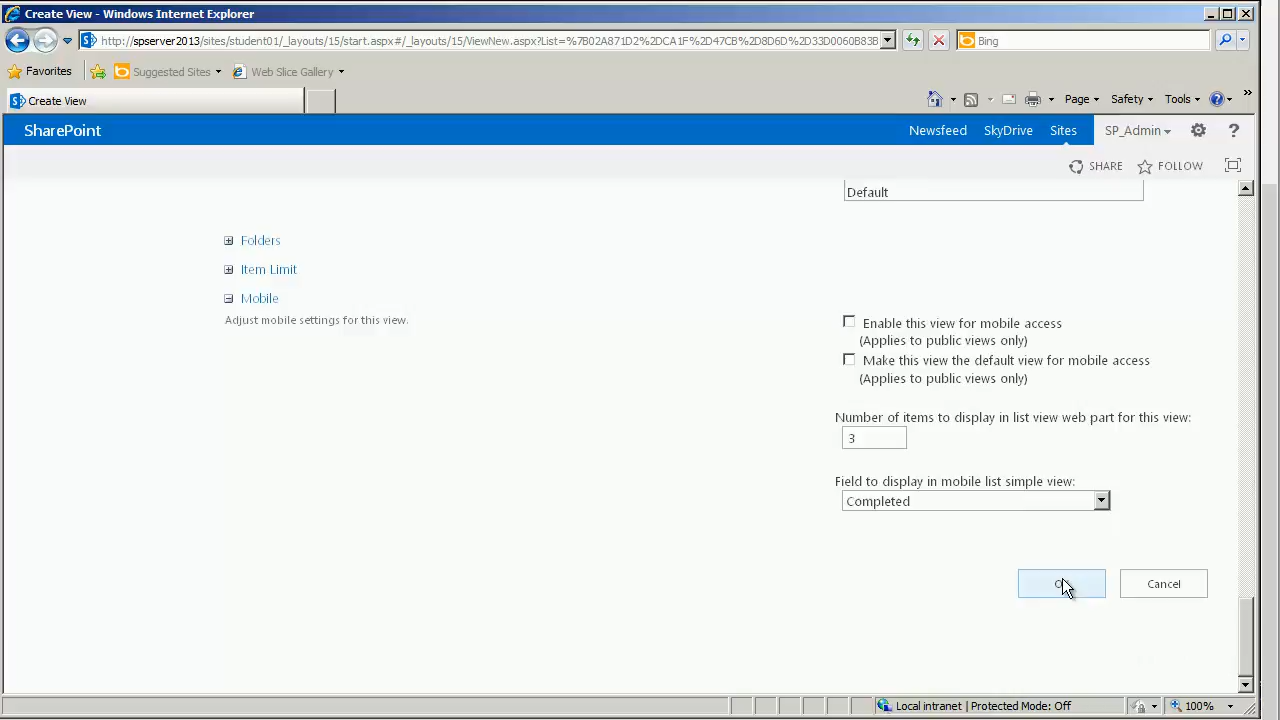 Create View - Windows Internet Explorer
http://spserver2013/sites/student01/_layouts/15/start.aspx#/_layouts/15/ViewNew.aspx?List=%7B02A871D2%2DCA1F%2D47CB%2D8D6D%2D33D0060B83B
Bing
Favorites
Suggested Sites
Web Slice Gallery
Create View
Page
Safety
Tools
SharePoint
Newsfeed
SkyDrive
Sites
SP_Admin
?
SHARE
FOLLOW
Default
Folders
Item Limit
Mobile
Adjust mobile settings for this view.
Enable this view for mobile access
(Applies to public views only)
Make this view the default view for mobile access
(Applies to public views only)
Number of items to display in list view web part for this view:
3
Field to display in mobile list simple view:
Completed
Cancel
Local intranet | Protected Mode: Off
100%